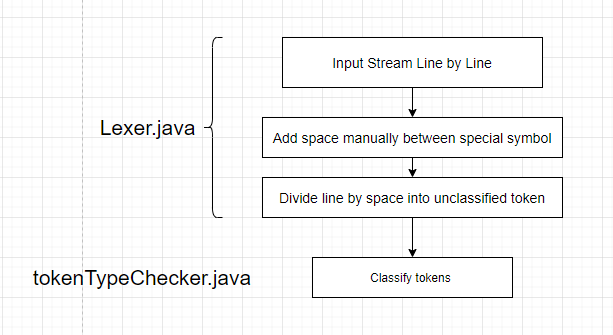 Input Stream Line by Line
Lexer.java
Add space manually between special symbol
Divide line by space into unclassified token
tokenTypeChecker.java
Classify tokens